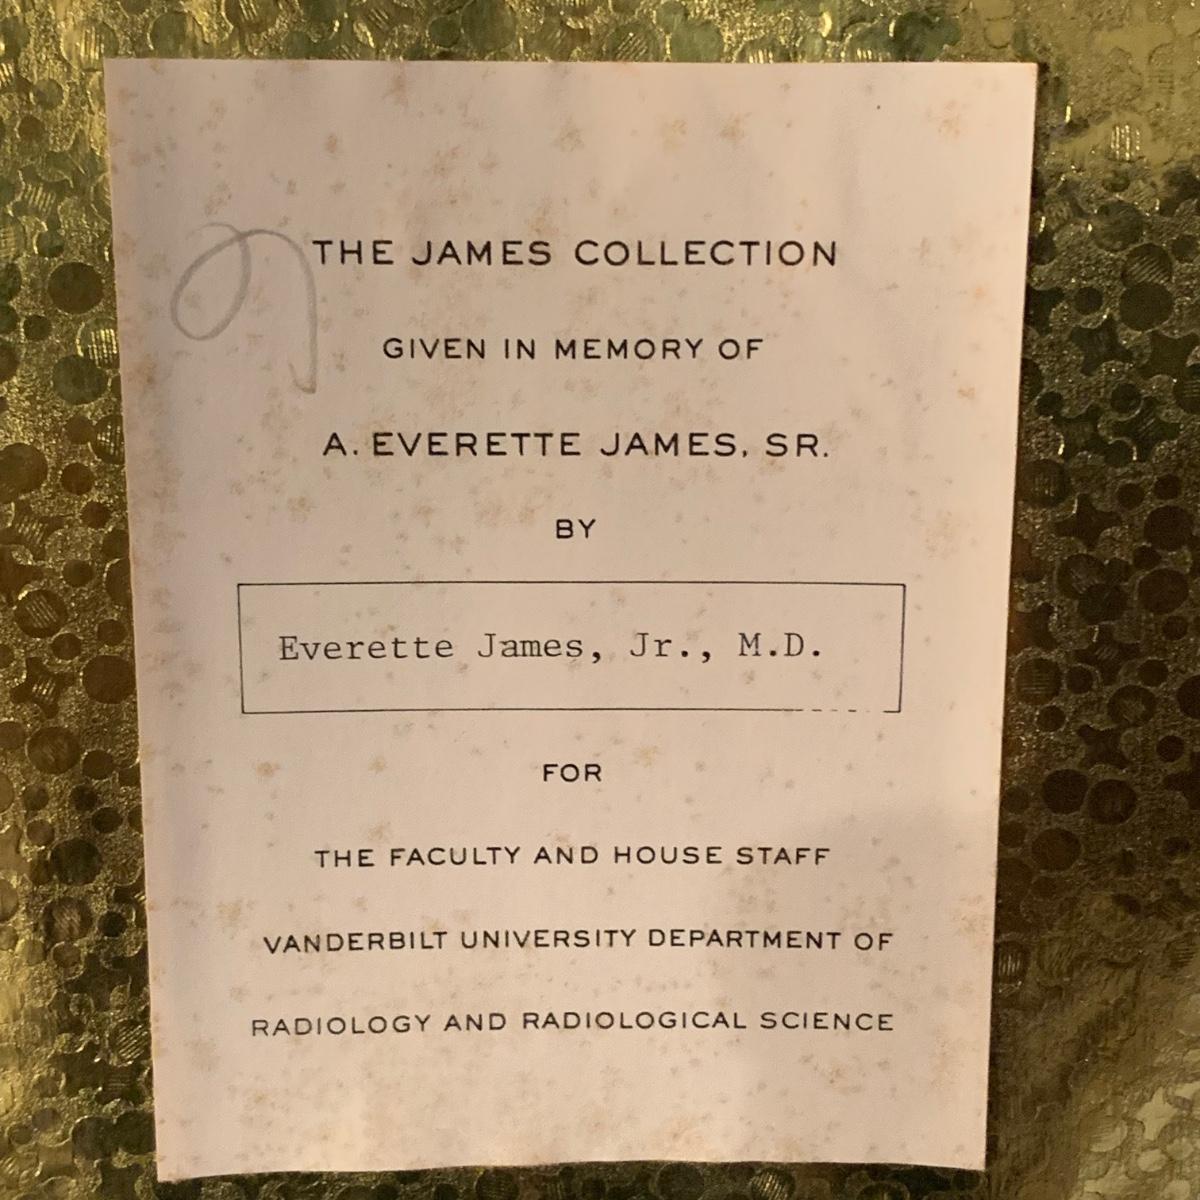 THE JAMES COLLECTION
GIVEN IN MEMORY OF
A. EVERETTE JAMES, SR.
BY
Everette James, Jr., M.D.
FOR
THE FACULTY AND HOUSE STAFF
VANDERBILT UNIVERSITY DEPARTMENT OF
RADIOLOGY AND RADIOLOGICAL SCIENCE